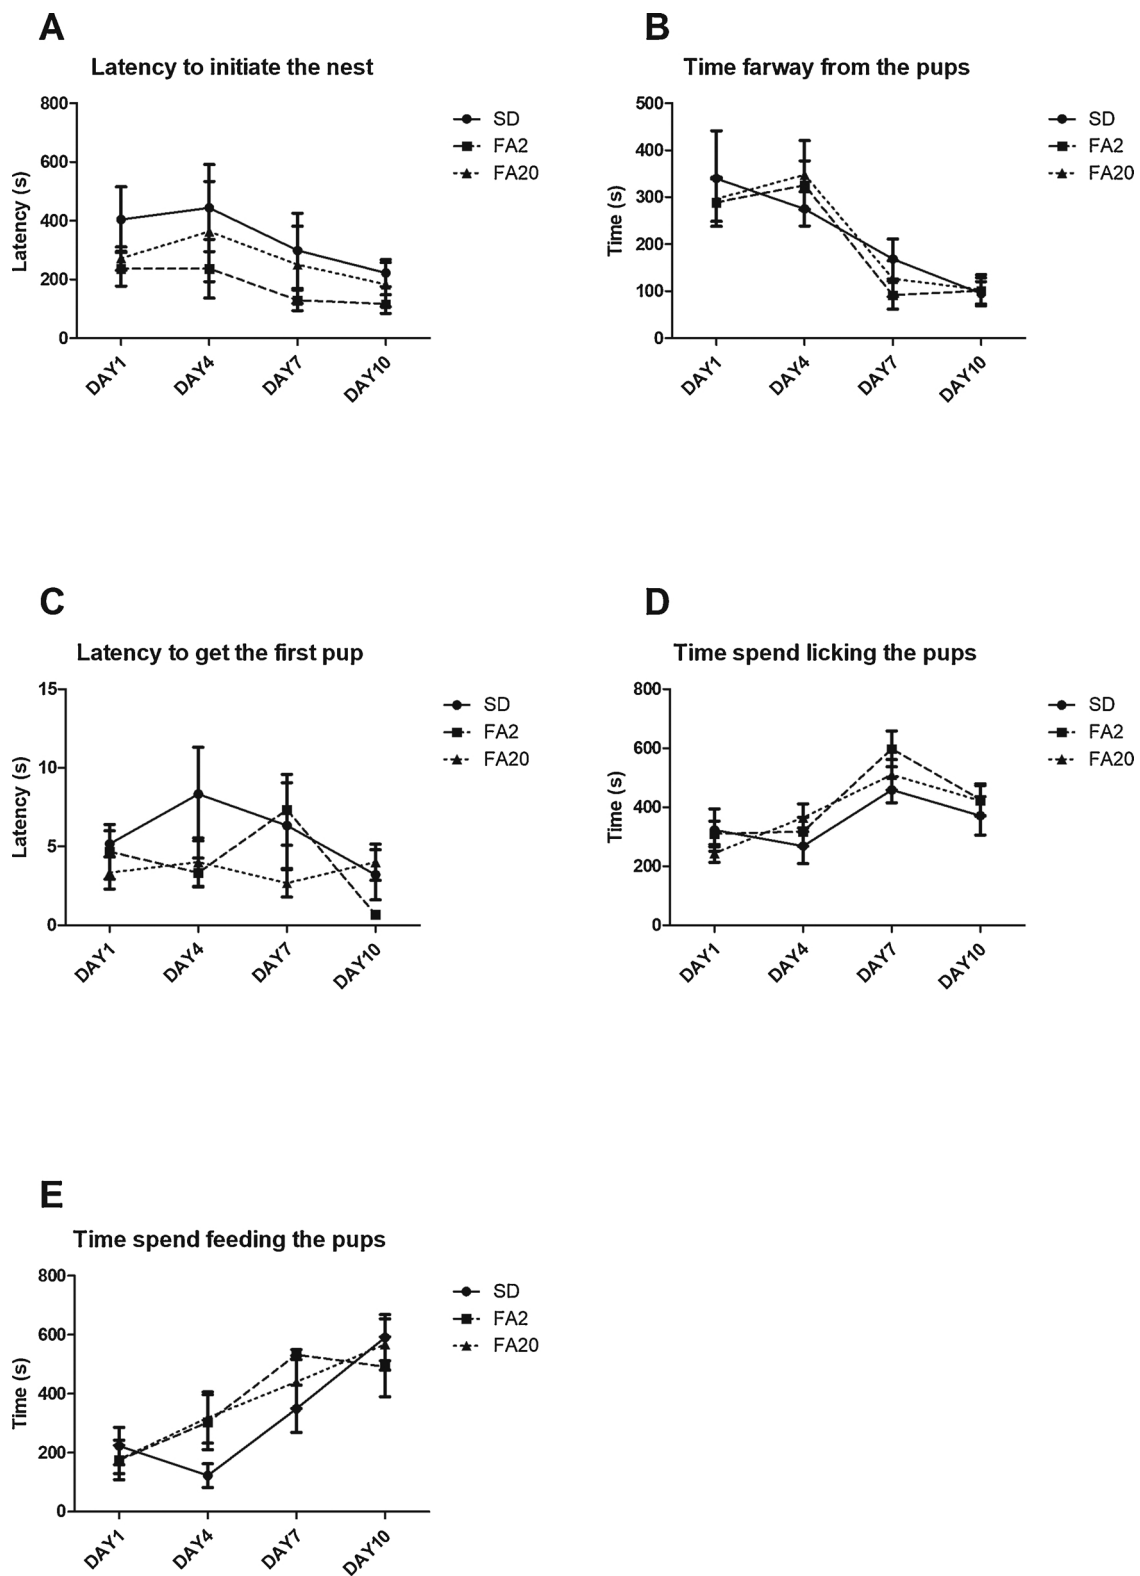 A
Latency to initiate the nest
800
600
400
200
0
Latency (s)
DAY1
DAY4
DAY7
DAY10
SD
FA2
FA20
B
Time farway from the pups
500
400
300
200
100
0
Time (s)
DAY1
DAY4
DAY7
DAY10
SD
FA2
FA20
C
Latency to get the first pup
15
10
5
0
Latency (s)
DAY1
DAY4
DAY7
DAY10
SD
FA2
FA20
D
Time spend licking the pups
800
600
400
200
0
Time (s)
DAY1
DAY4
DAY7
DAY10
SD
FA2
FA20
E
Time spend feeding the pups
800
600
400
200
0
Time (s)
DAY1
DAY4
DAY7
DAY10
SD
FA2
FA20